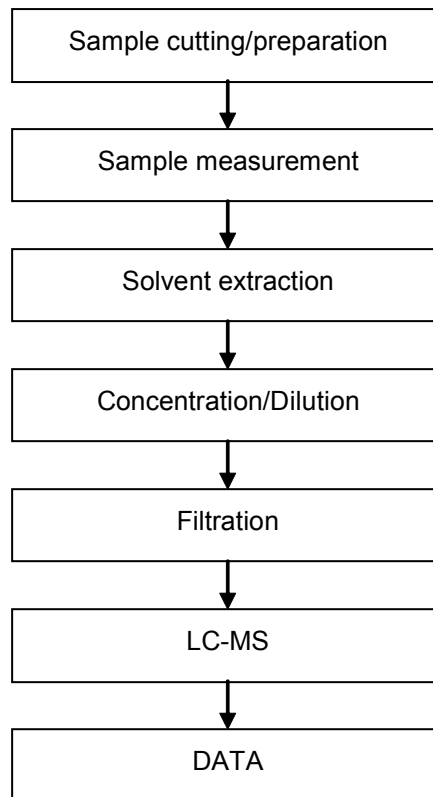 Sample cutting/preparation
Sample measurement
Solvent extraction
Concentration/Dilution
Filtration
LC-MS
DATA